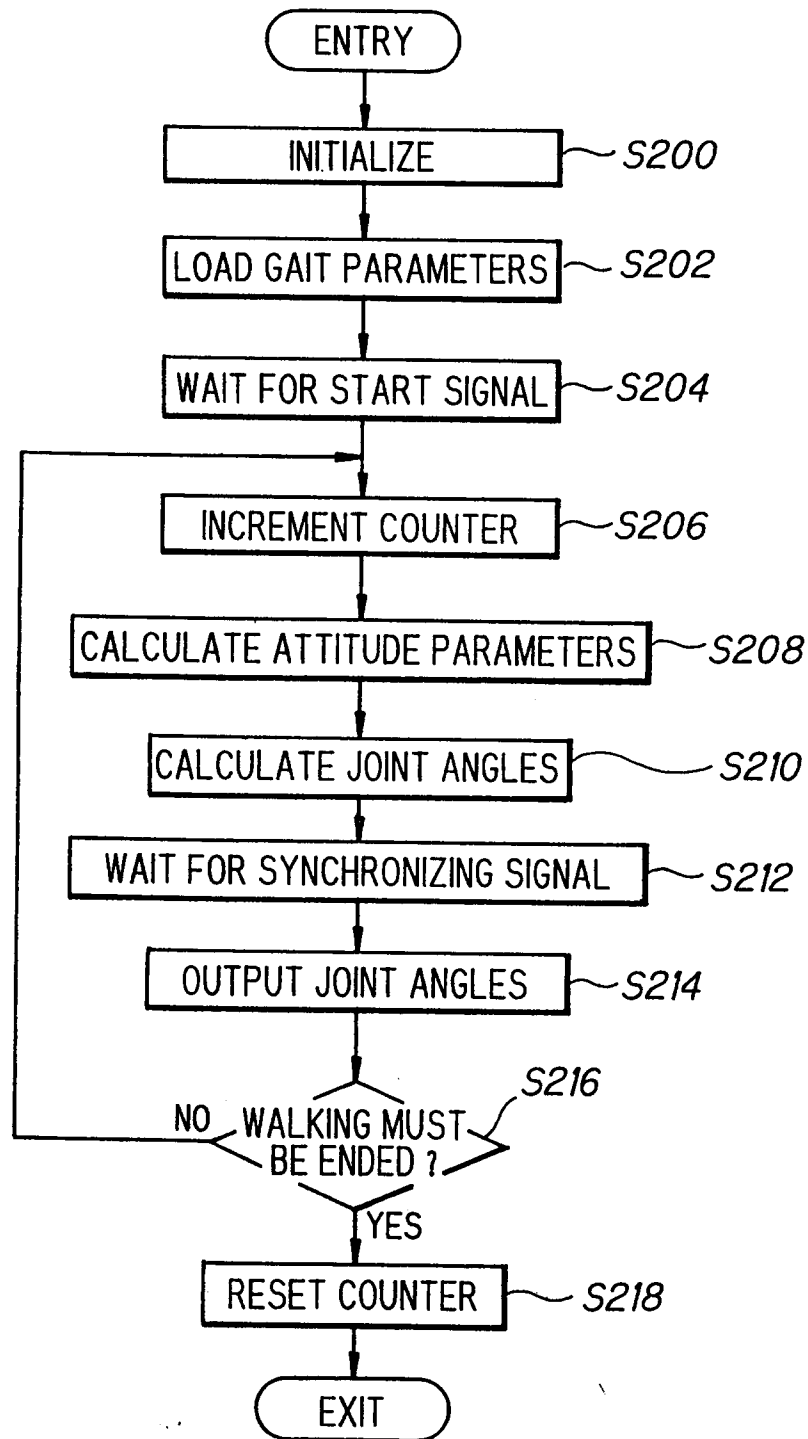 ENTRY
INITIALIZE
S200
LOAD GAIT PARAMETERS
S202
WAIT FOR START SIGNAL
S204
INCREMENT COUNTER
S206
CALCULATE ATTITUDE PARAMETERS
S208
CALCULATE JOINT ANGLES
S210
WAIT FOR SYNCHRONIZING SIGNAL
S212
OUTPUT JOINT ANGLES
S214
S216
NO
WALKING MUST
BE ENDED ?
YES
RESET COUNTER
S218
EXIT